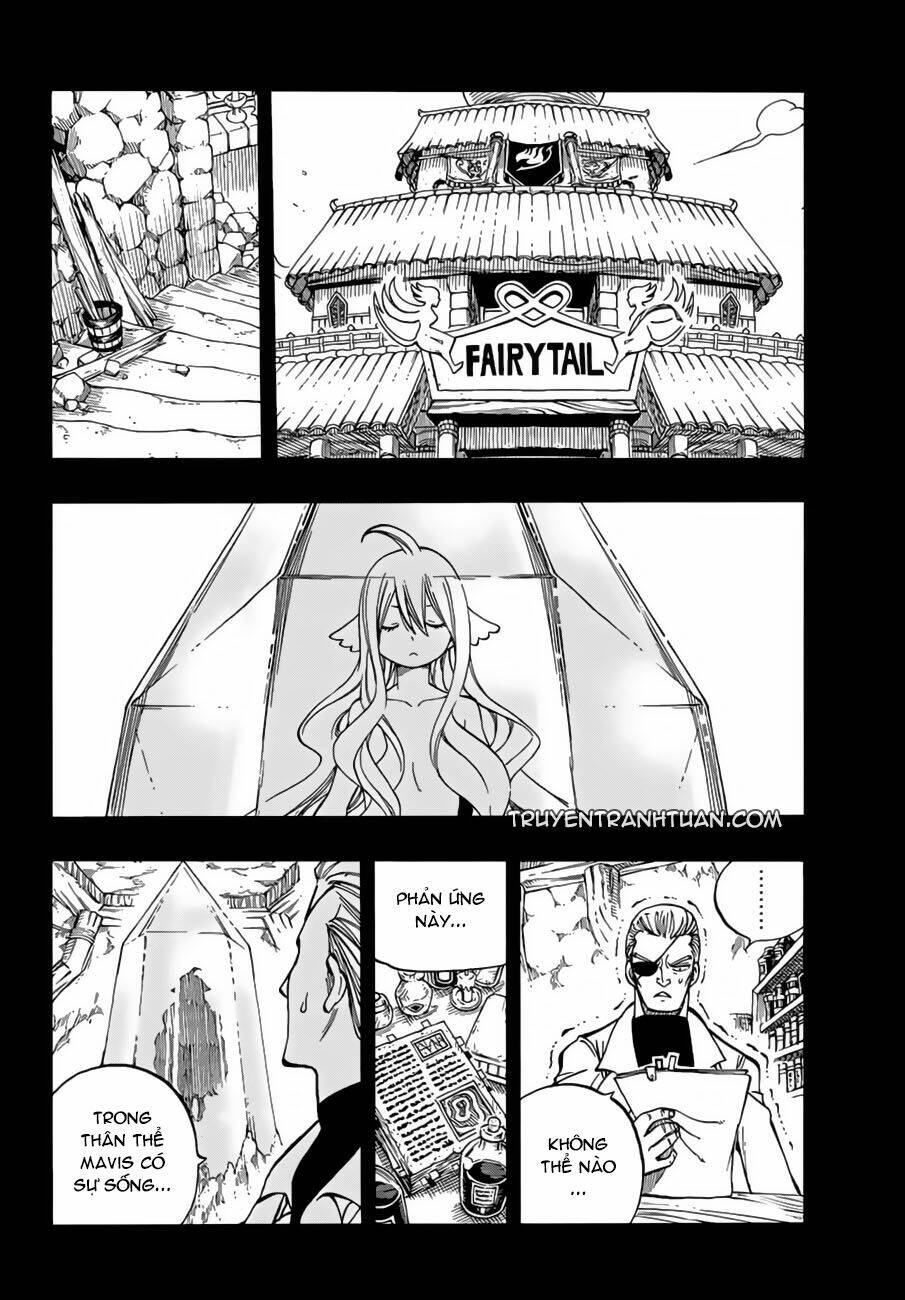 FAIRYTAIL
TRUYENTRANHTUAN.COM
.......
KHÔNG
THỂ NÀO
...
PHẢN ỨNG
NÀY...
TRONG
THÂN THỂ
MAVIS CÓ
SỰ SỐNG...